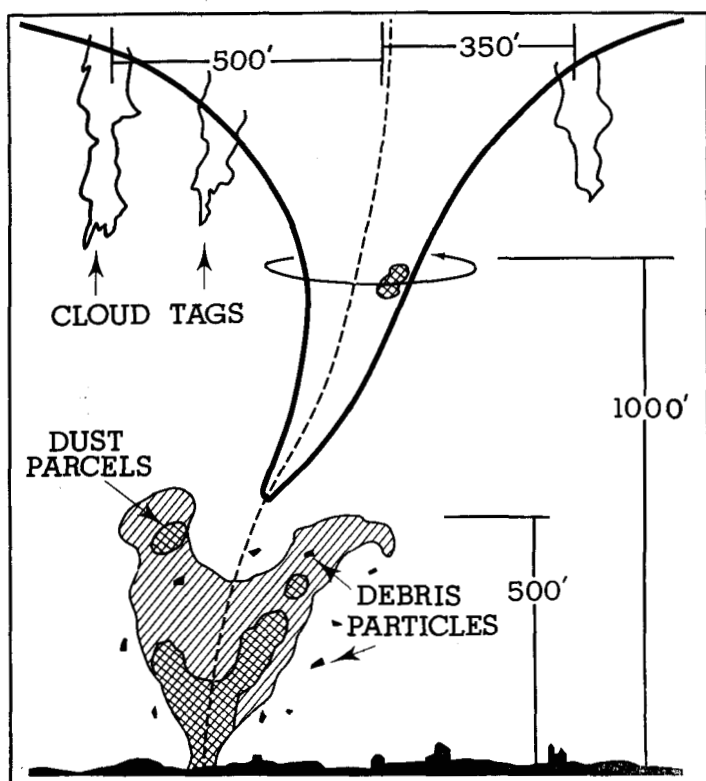 500′
350′
CLOUD TAGS
1000′
DUST
PARCELS
500′
DEBRIS
PARTICLES